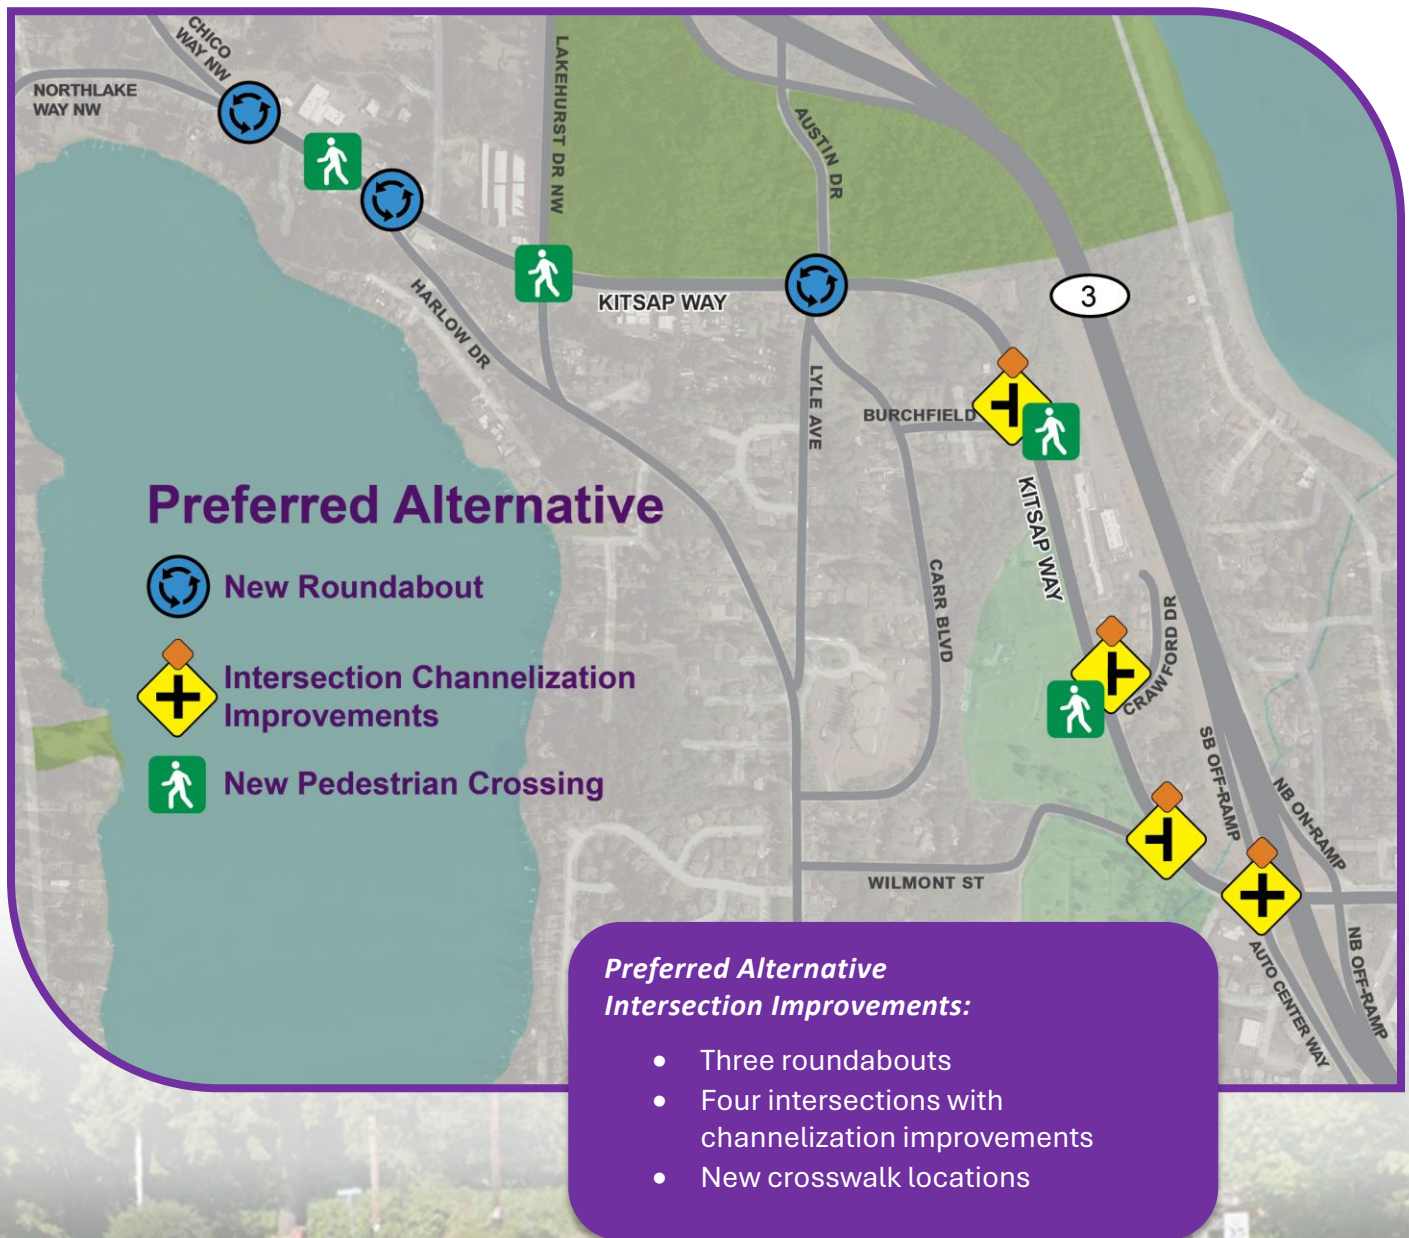 CHICO
WAY NW
NORTHLAKE
WAY NW
LAKEHURST DR NW
AUSTIN DR
HARLOW DR
KITSAP WAY
3
LYLE AVE
BURCHFIELD
KITSAP WAY
CARR BLVD
CRAWFORD DR
SB OFF-RAMP
NB ON-RAMP
WILMONT ST
AUTO CENTER WAY
NB OFF-RAMP
Preferred Alternative
New Roundabout
Intersection Channelization
Improvements
New Pedestrian Crossing
Preferred Alternative
Intersection Improvements:
• Three roundabouts
• Four intersections with
channelization improvements
• New crosswalk locations